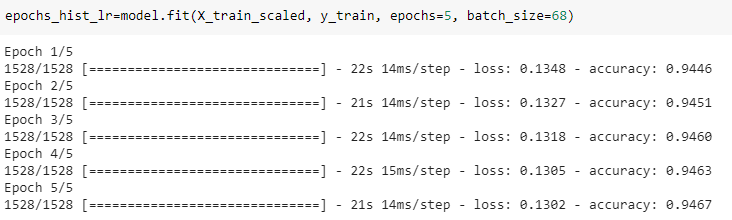 epochs_hist_lr=model.fit(X_train_scaled, y_train, epochs=5, batch_size=68)
Epoch 1/5
1528/1528 [==============================] - 22s 14ms/step - loss: 0.1348 - accuracy: 0.9446
Epoch 2/5
1528/1528 [==============================] - 21s 14ms/step - loss: 0.1327 - accuracy: 0.9451
Epoch 3/5
1528/1528 [==============================] - 22s 14ms/step - loss: 0.1318 - accuracy: 0.9460
Epoch 4/5
1528/1528 [==============================] - 22s 15ms/step - loss: 0.1305 - accuracy: 0.9463
Epoch 5/5
1528/1528 [==============================] - 21s 14ms/step - loss: 0.1302 - accuracy: 0.9467